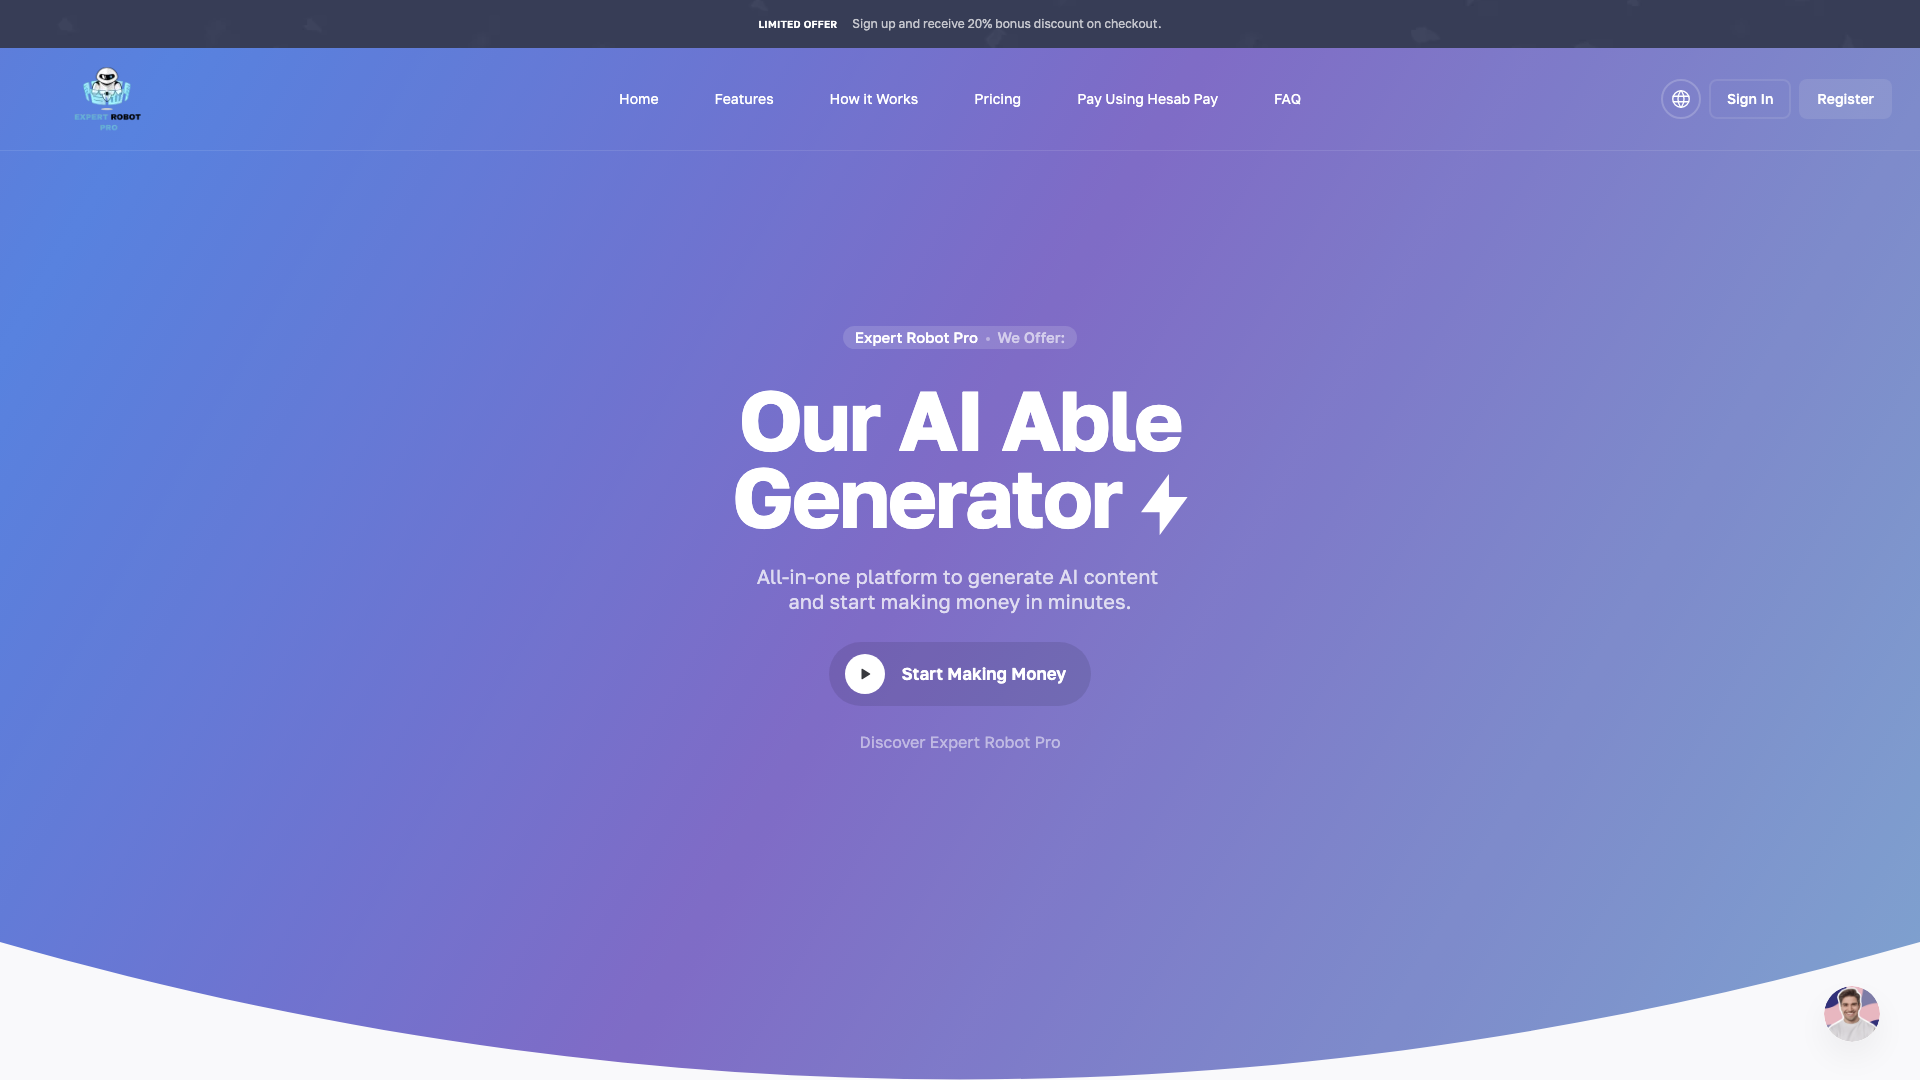 LIMITED OFFER Sign up and receive 20% bonus discount on checkout.
EXPERT ROBOT
PRO
Home Features How it Works Pricing Pay Using Hesab Pay FAQ
Sign In Register
Expert Robot Pro • We Offer:
Our AI Able
Generator
All-in-one platform to generate AI content
and start making money in minutes.
Start Making Money
Discover Expert Robot Pro